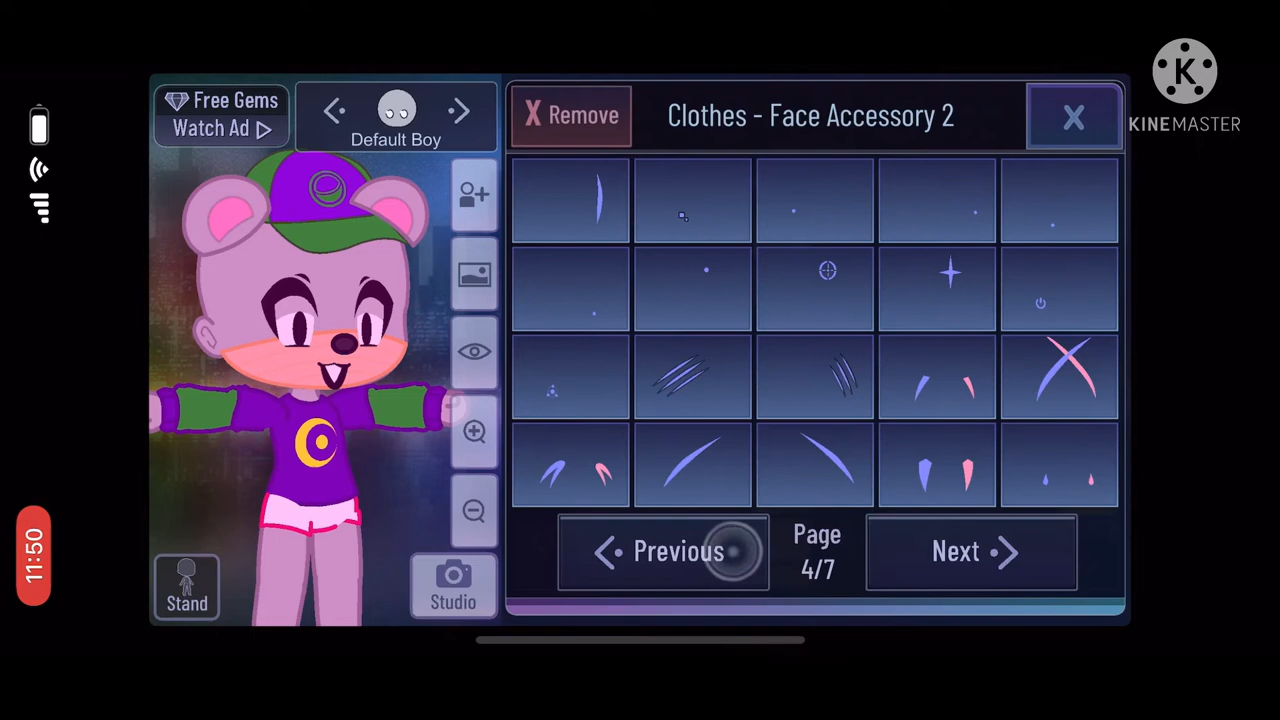 Free Gems
Watch Ad
Default Boy
X Remove
Clothes - Face Accessory 2
X
K
KINEMASTER
11:50
Previous
Page
4/7
Next
Stand
Studio